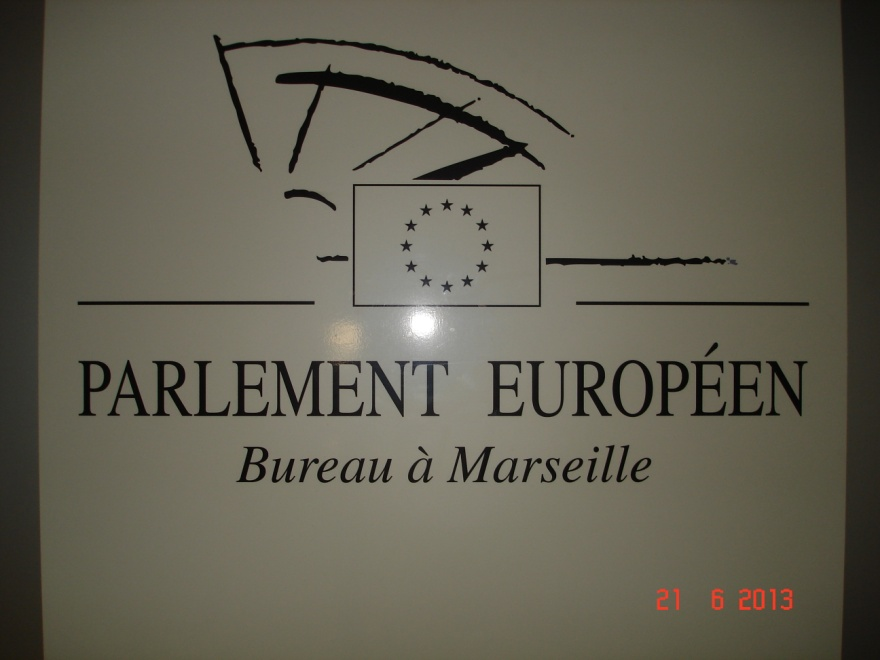 PARLEMENT EUROPÉEN
Bureau à Marseille
21 6 2013